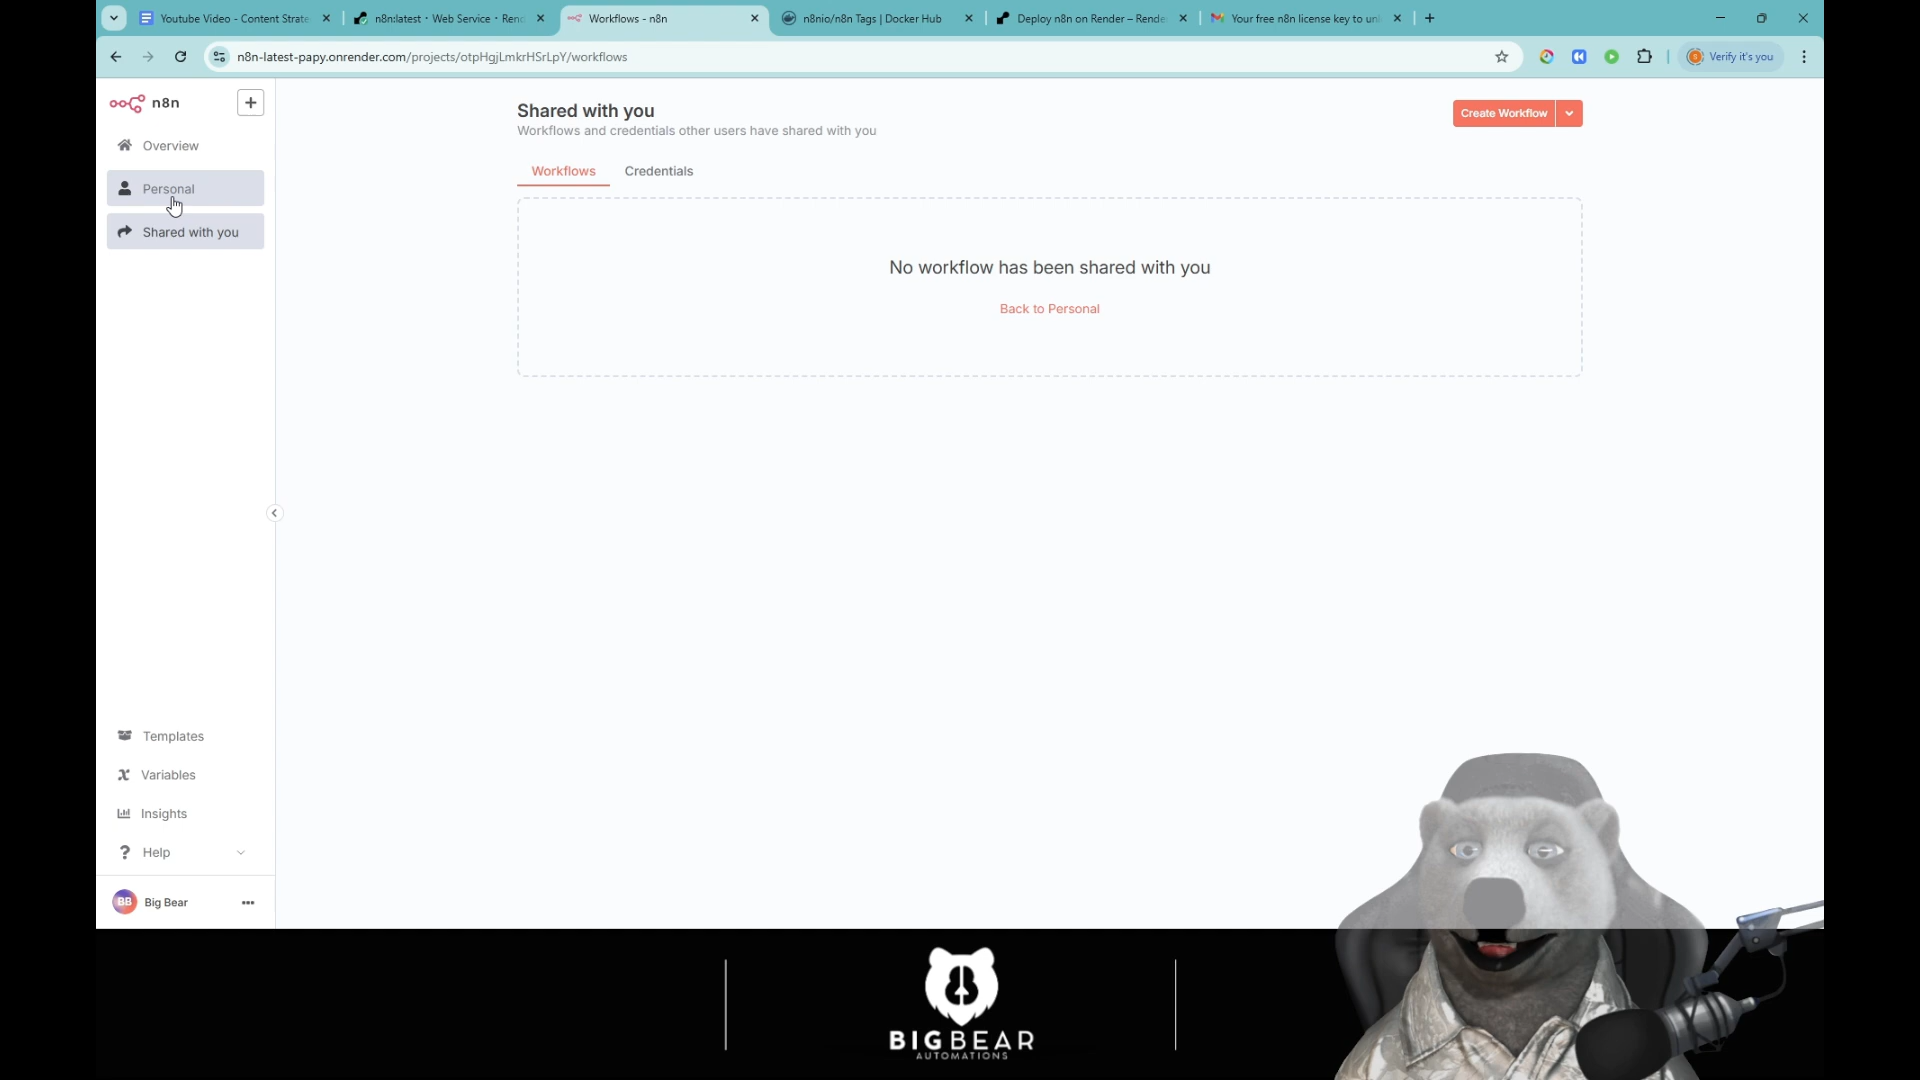 Youtube Video - Content Strate
n8n:latest · Web Service · Ren
Workflows - n8n
n8nio/n8n Tags | Docker Hub
Deploy n8n on Render – Rende
Your free n8n license key to un
n8n-latest-papy.onrender.com/projects/otpHgjLmkrHSrLpY/workflows
Verify it's you
n8n
Overview
Personal
Shared with you
Templates
Variables
Insights
Help
BB
Big Bear
Shared with you
Workflows and credentials other users have shared with you
Create Workflow
Workflows
Credentials
No workflow has been shared with you
Back to Personal
BIGBEAR
AUTOMATIONS